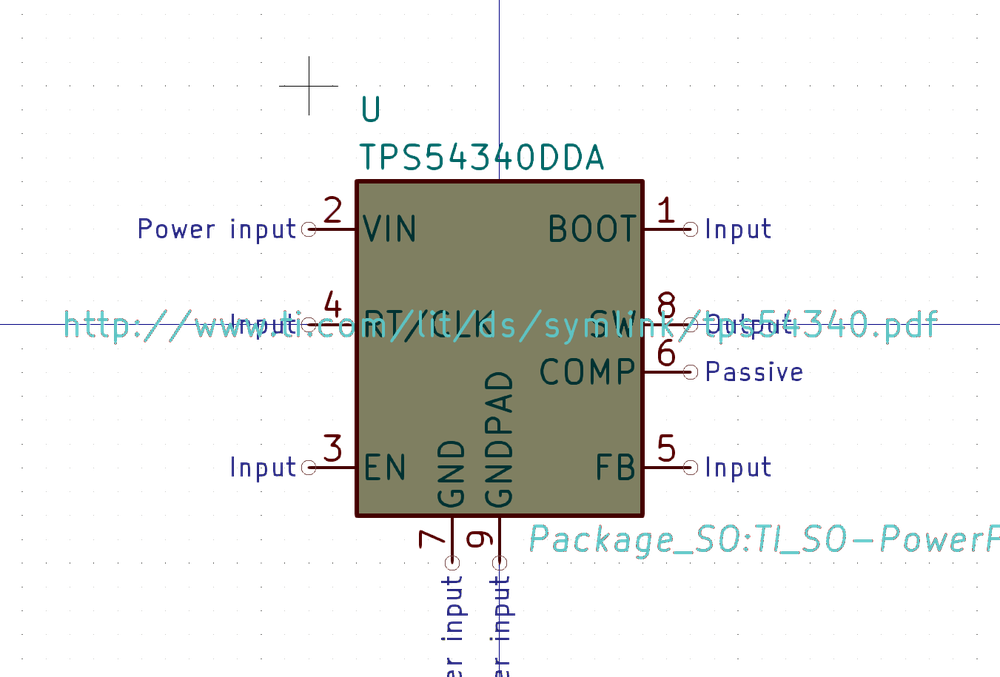 U
TPS54340DDA
Power input 2 VIN BOOT 1 Input
Input 4 RT/CLK SW 8 Output
http://www.ti.com/lit/ds/symlink/tps54340.pdf
COMP 6 Passive
Input 3 EN GND GNDPAD FB 5 Input
7 9
Package_SO:TI_SO-PowerP
er input er input